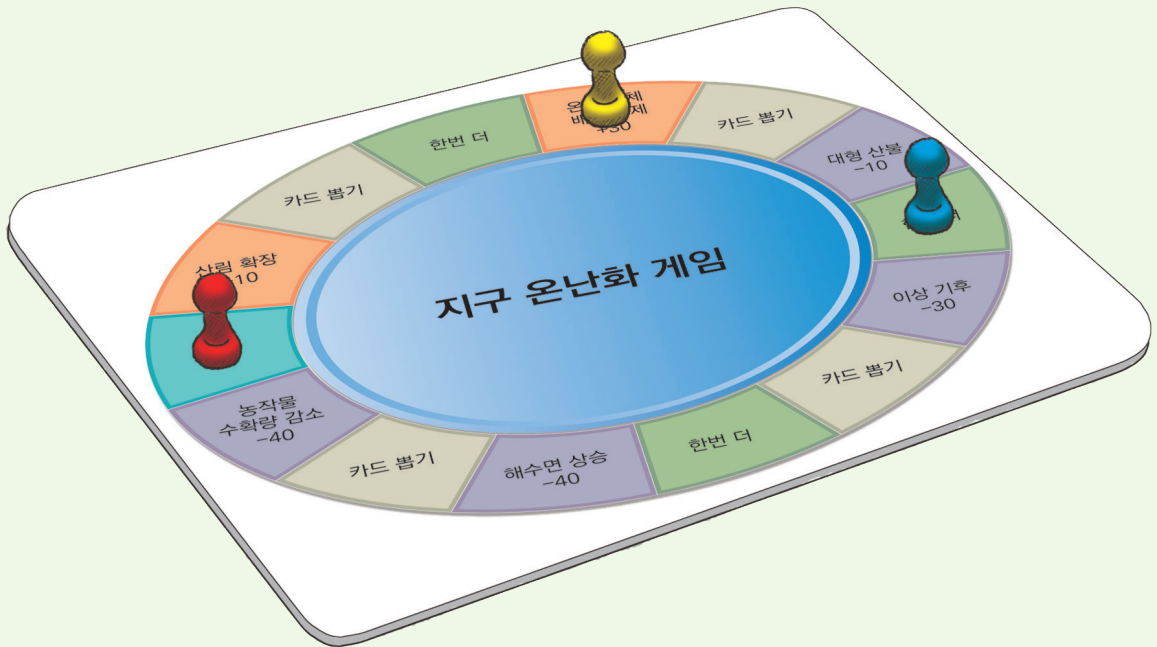 지구 온난화 게임
산림 확장
카드 뽑기
한번 더
카드 뽑기
대형 산불
-10
이상 기후
-30
카드 뽑기
한번 더
해수면 상승
-40
카드 뽑기
농작물
수확량 감소
-40